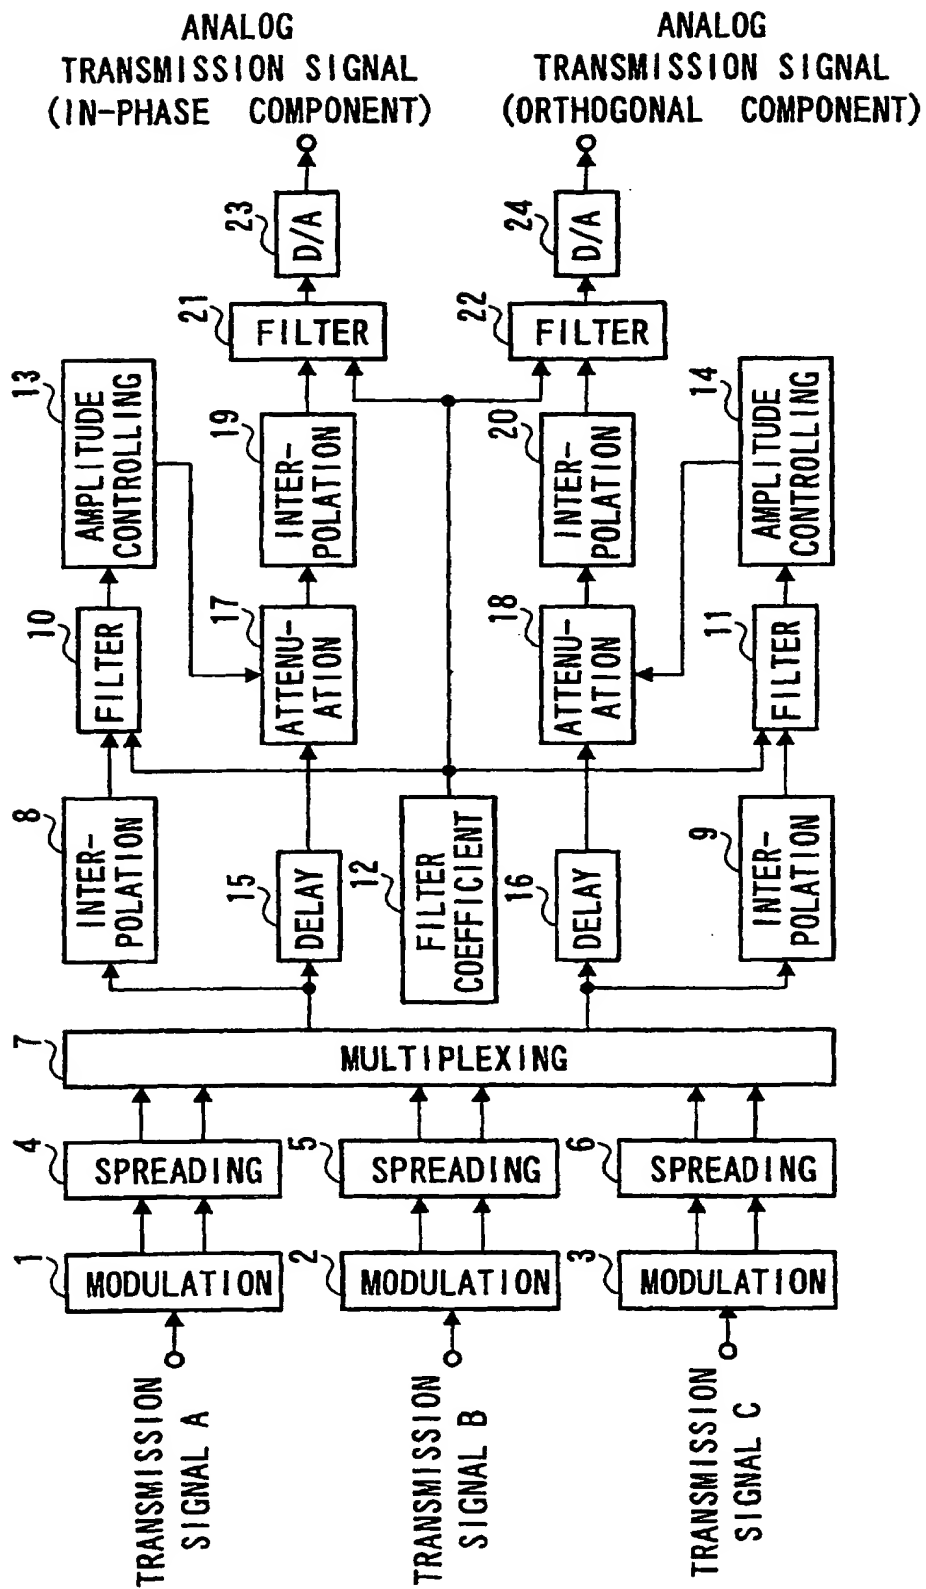 ANALOG
TRANSMISSION SIGNAL
(IN-PHASE COMPONENT)
ANALOG
TRANSMISSION SIGNAL
(ORTHOGONAL COMPONENT)
23
D/A
24
D/A
21
FILTER
22
FILTER
13
AMPLITUDE
CONTROLLING
19
INTER-
POLATION
20
INTER-
POLATION
14
AMPLITUDE
CONTROLLING
10
FILTER
17
ATTENU-
ATION
18
ATTENU-
ATION
11
FILTER
8
INTER-
POLATION
15
DELAY
12
FILTER
COEFFICIENT
16
DELAY
9
INTER-
POLATION
7
MULTIPLEXING
4
SPREADING
5
SPREADING
6
SPREADING
1
MODULATION
2
MODULATION
3
MODULATION
TRANSMISSION
SIGNAL A
TRANSMISSION
SIGNAL B
TRANSMISSION
SIGNAL C